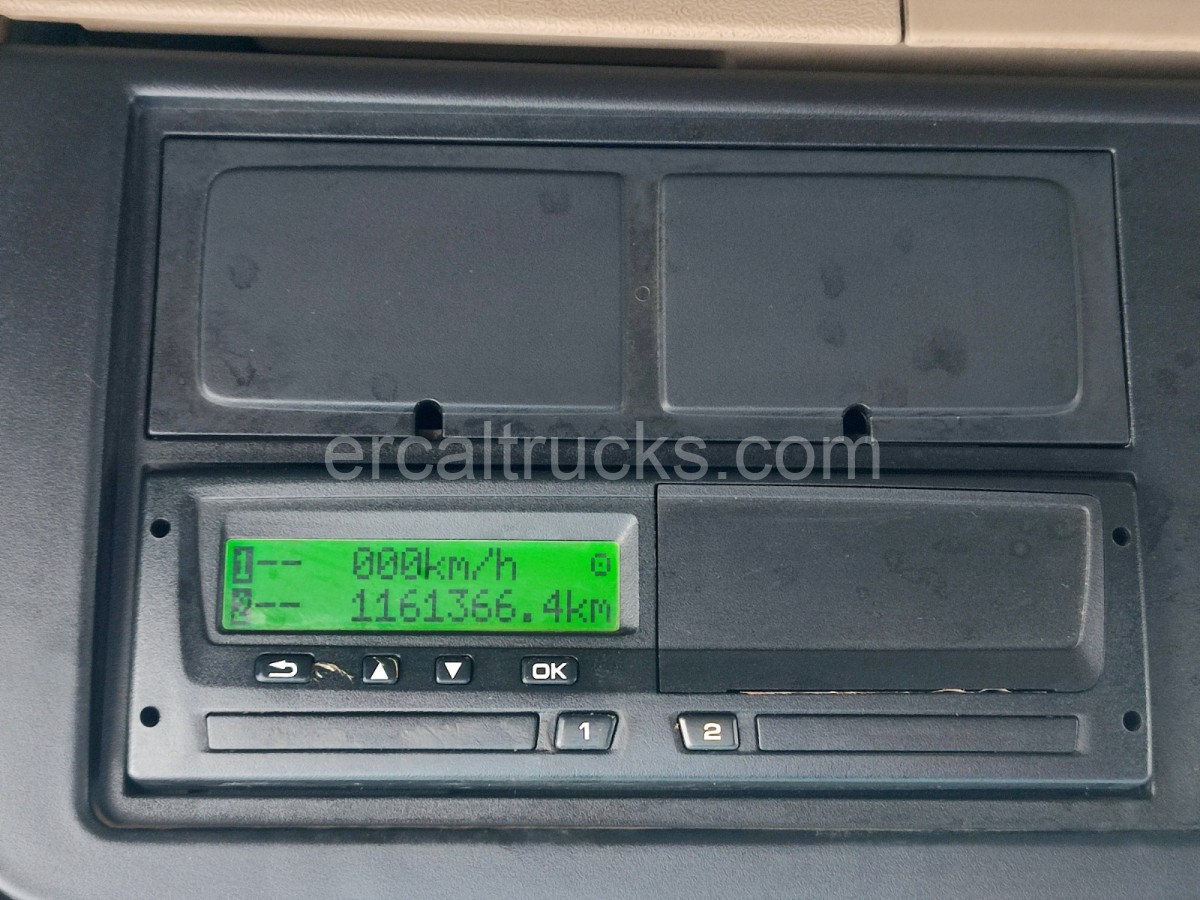 ercaltrucks.com
1-- 000km/h
2-- 1161366.4km
OK
1 2